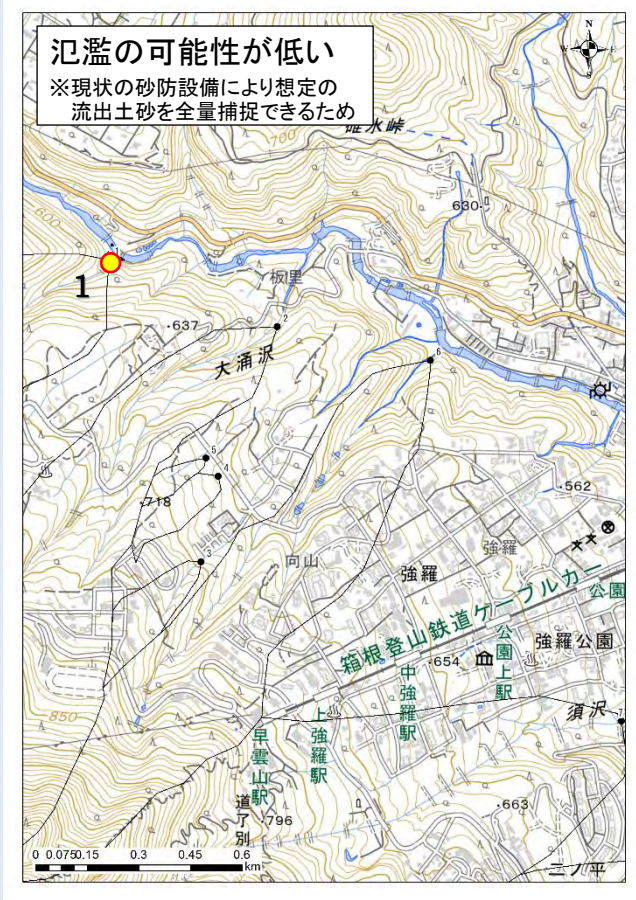 氾濫の可能性が低い
※現状の砂防設備により想定の
流出土砂を全量捕捉できるため
N
W
E
S
碓氷峠
700
630
600
1
1
板里
637
2
大涌沢
6
5
4
718
562
3
向山
強羅
強羅
箱根登山鉄道ケーブルカー
公園
公園上駅
強羅公園
654
中強羅駅
上強羅駅
早雲山駅
須沢
7
850
道了別
796
663
二ノ平
0 0.075 0.15 0.3 0.45 0.6
km